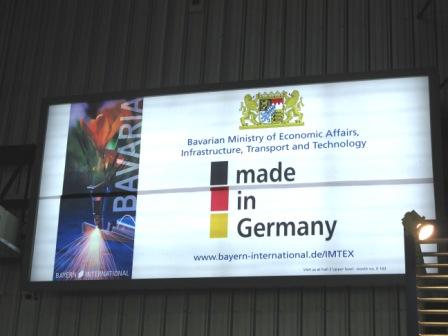 BAVARIA
BAYERN INTERNATIONAL
Bavarian Ministry of Economic Affairs,
Infrastructure, Transport and Technology
made
in
Germany
www.bayern-international.de/IMTEX